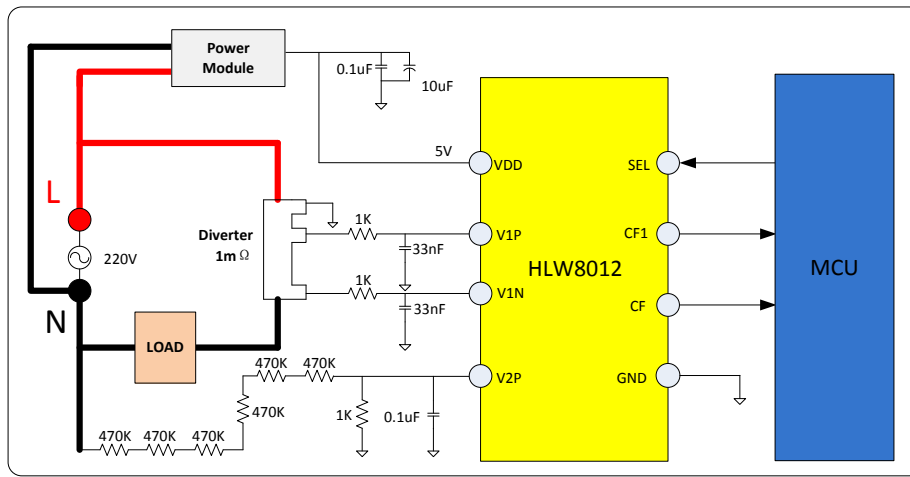 Power
Module
0.1uF
10uF
5V
VDD
SEL
L
Diverter
1m Ω
1K
V1P
CF1
220V
33nF
HLW8012
MCU
1K
V1N
CF
N
33nF
LOAD
470K
470K
V2P
GND
470K
1K
0.1uF
470K
470K
470K